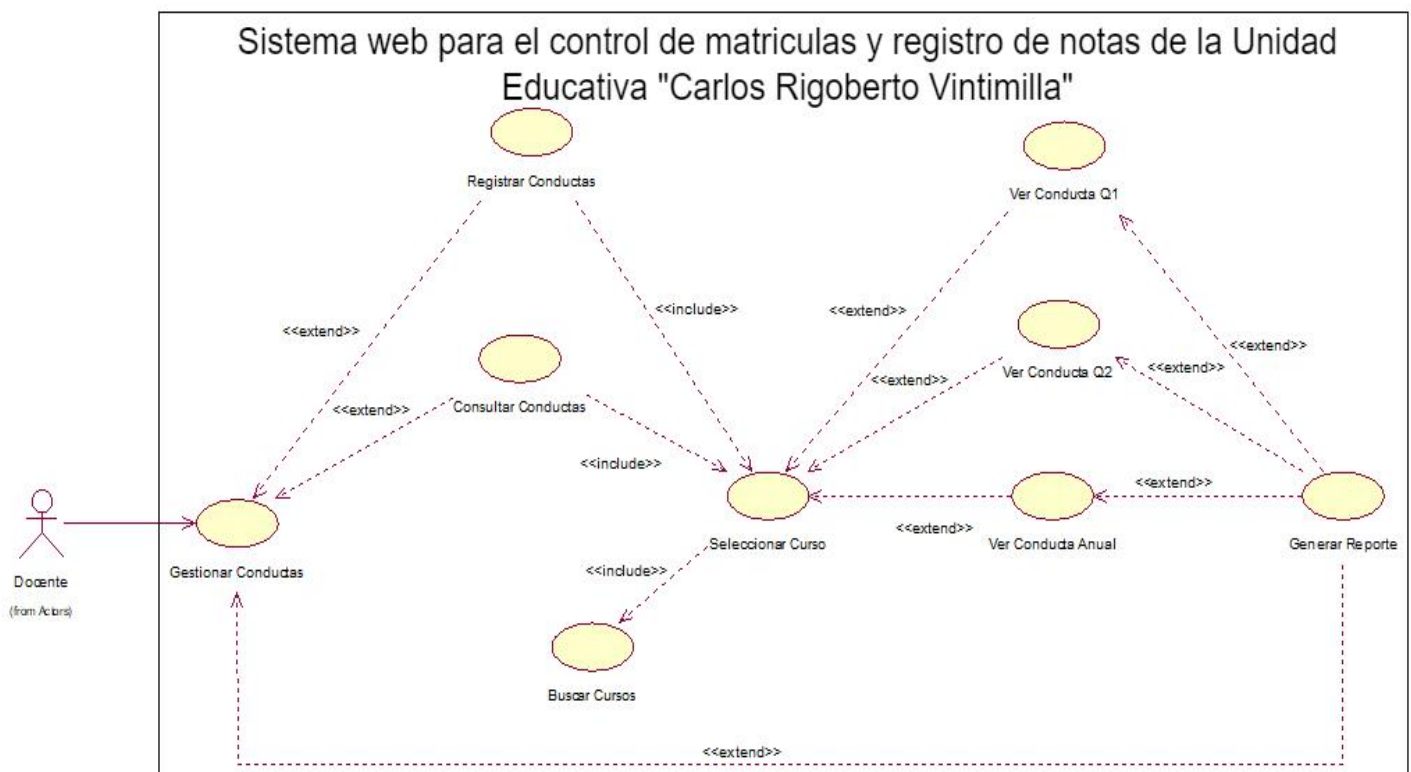 Sistema web para el control de matriculas y registro de notas de la Unidad
Educativa "Carlos Rigoberto Vintimilla"
Registrar Conductas
Ver Conducta Q1
<<extend>>
<<include>>
<<extend>>
<<extend>>
Ver Conducta Q2
<<extend>>
<<extend>>
<<extend>>
Consultar Conductas
<<include>>
<<extend>>
<<extend>>
Seleccionar Curso
Ver Conducta Anual
Generar Reporte
Gestionar Conductas
<<include>>
Docente
(from Actors)
Buscar Cursos
<<extend>>